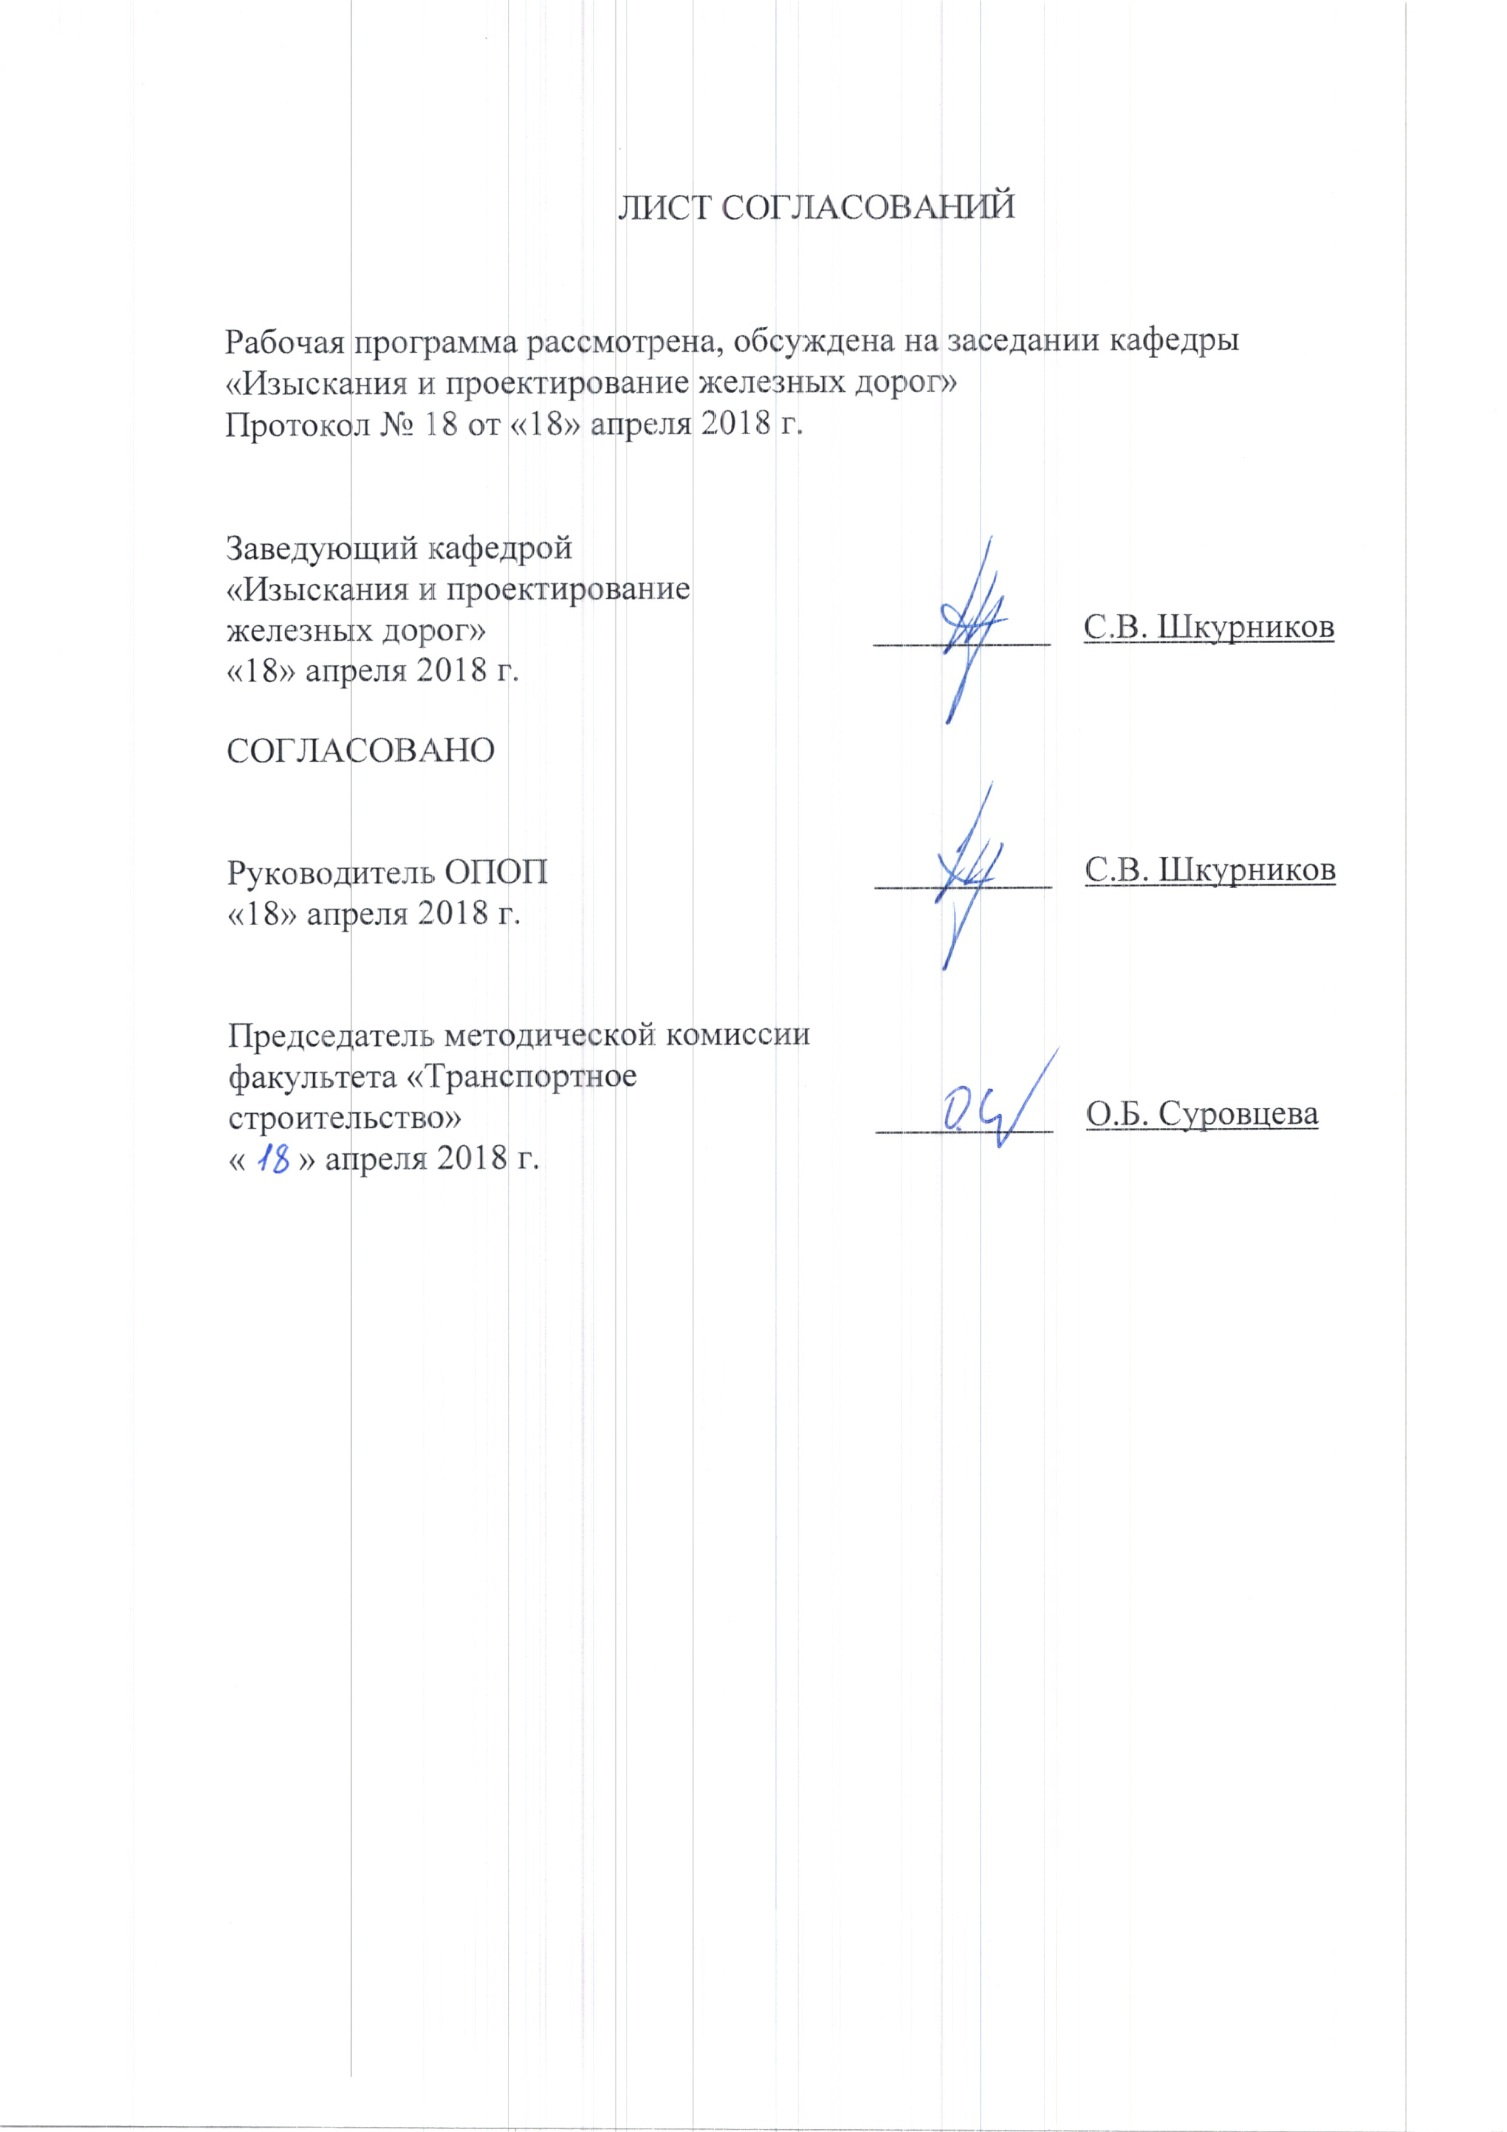 ЛИСТ СОГЛАСОВАНИЙ
Рабочая программа рассмотрена, обсуждена на заседании кафедры
«Изыскания и проектирование железных дорог»
Протокол № 18 от «18» апреля 2018 г.
Заведующий кафедрой
«Изыскания и проектирование
железных дорог» С.В. Шкурников
«18» апреля 2018 г.
СОГЛАСОВАНО
Руководитель ОПОП С.В. Шкурников
«18» апреля 2018 г.
Председатель методической комиссии
факультета «Транспортное
строительство» О.Б. Суровцева
« 18 » апреля 2018 г.